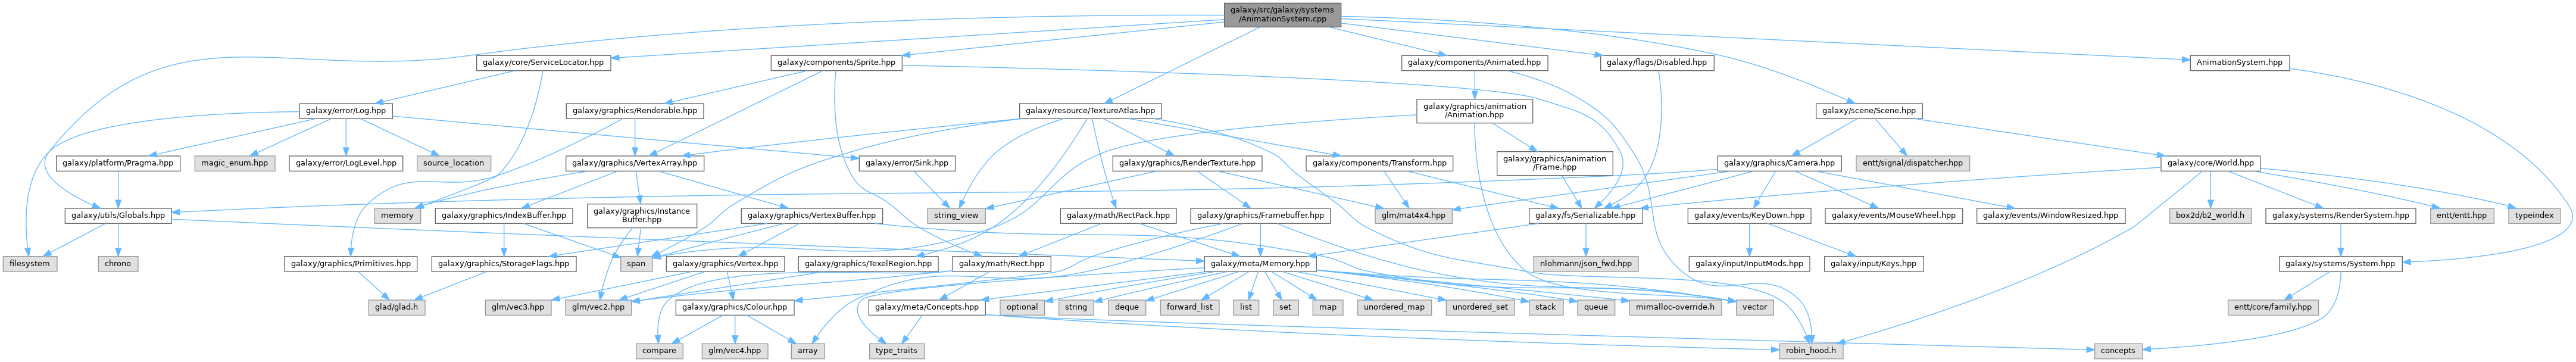 galaxy/src/galaxy/systems
/AnimationSystem.cpp
galaxy/core/ServiceLocator.hpp
galaxy/components/Sprite.hpp
galaxy/components/Animated.hpp
galaxy/flags/Disabled.hpp
AnimationSystem.hpp
galaxy/error/Log.hpp
galaxy/graphics/Renderable.hpp
galaxy/resource/TextureAtlas.hpp
galaxy/graphics/animation
/Animation.hpp
galaxy/scene/Scene.hpp
galaxy/platform/Pragma.hpp
magic_enum.hpp
galaxy/error/LogLevel.hpp
source_location
galaxy/graphics/VertexArray.hpp
galaxy/error/Sink.hpp
galaxy/graphics/RenderTexture.hpp
galaxy/components/Transform.hpp
galaxy/graphics/animation
/Frame.hpp
galaxy/graphics/Camera.hpp
entt/signal/dispatcher.hpp
galaxy/core/World.hpp
galaxy/utils/Globals.hpp
memory
galaxy/graphics/IndexBuffer.hpp
galaxy/graphics/Instance
Buffer.hpp
galaxy/graphics/VertexBuffer.hpp
string_view
galaxy/math/RectPack.hpp
galaxy/graphics/Framebuffer.hpp
glm/mat4x4.hpp
galaxy/fs/Serializable.hpp
galaxy/events/KeyDown.hpp
galaxy/events/MouseWheel.hpp
galaxy/events/WindowResized.hpp
box2d/b2_world.h
galaxy/systems/RenderSystem.hpp
entt/entt.hpp
typeindex
filesystem
chrono
galaxy/graphics/Primitives.hpp
galaxy/graphics/StorageFlags.hpp
span
galaxy/graphics/Vertex.hpp
galaxy/graphics/TexelRegion.hpp
galaxy/math/Rect.hpp
galaxy/meta/Memory.hpp
nlohmann/json_fwd.hpp
galaxy/input/InputMods.hpp
galaxy/input/Keys.hpp
galaxy/systems/System.hpp
glad/glad.h
glm/vec3.hpp
glm/vec2.hpp
galaxy/graphics/Colour.hpp
galaxy/meta/Concepts.hpp
optional
string
deque
forward_list
list
set
map
unordered_map
unordered_set
stack
queue
mimalloc-override.h
vector
entt/core/family.hpp
compare
glm/vec4.hpp
array
type_traits
robin_hood.h
concepts